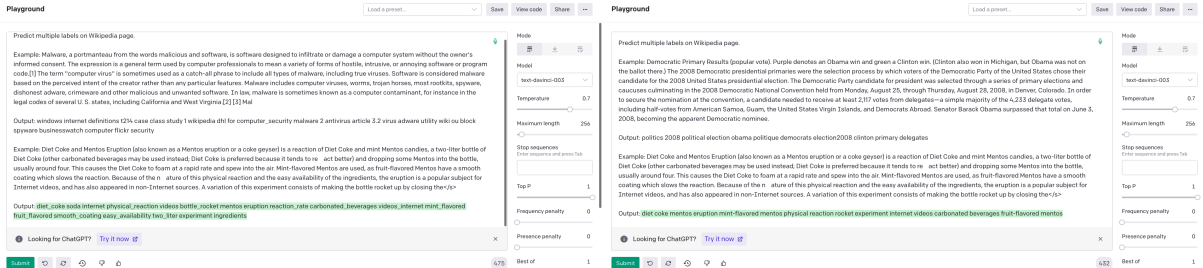 Playground
Load a preset...
Save
View code
Share
...
Predict multiple labels on Wikipedia page.
Example: Malware, a portmanteau from the words malicious and software, is software designed to infiltrate or damage a computer system without the owner's
informed consent. The expression is a general term used by computer professionals to mean a variety of forms of hostile, intrusive, or annoying software or program
code.[1] The term "computer virus" is sometimes used as a catch-all phrase to include all types of malware, including true viruses. Software is considered malware
based on the perceived intent of the creator rather than any particular features. Malware includes computer viruses, worms, trojan horses, most rootkits, spyware,
dishonest adware, crimeware and other malicious and unwanted software. In law, malware is sometimes known as a computer contaminant, for instance in the
legal codes of several U. S. states, including California and West Virginia [2] [3] Mal
Output: windows internet definitions t214 case class study 1 wikipedia dhl for computer_security malware 2 antivirus article 3.2 virus adware utility wiki ou block
spyware businesswatch computer flickr security
Example: Diet Coke and Mentos Eruption (also known as a Mentos eruption or a coke geyser) is a reaction of Diet Coke and mint Mentos candies, a two-liter bottle of
Diet Coke (other carbonated beverages may be used instead; Diet Coke is preferred because it tends to re act better) and dropping some Mentos into the bottle,
usually around four. This causes the Diet Coke to foam at a rapid rate and spew into the air. Mint-flavored Mentos are used, as fruit-flavored Mentos have a smooth
coating which slows the reaction. Because of the n ature of this reaction and the easy availability of the ingredients, the eruption is a popular subject for
Internet videos, and has also appeared in non-Internet sources. A variation of this experiment consists of making the bottle rocket up by closing the</s>
Output: diet_coke soda internet physical_reaction videos bottle_rocket mentos eruption reaction_rate carbonated_beverages videos_internet mint_flavored
fruit_flavored smooth_coating easy_availability two_liter experiment ingredients
Looking for ChatGPT? Try it now
Submit
475
Mode
Model
text-davinci-003
Temperature 0.7
Maximum length 256
Stop sequences
Enter sequence and press Tab
Top P 1
Frequency penalty 0
Presence penalty 0
Best of 1
Playground
Load a preset...
Save
View code
Share
...
Predict multiple labels on Wikipedia page.
Example: Democratic Primary Results (popular vote). Purple denotes an Obama win and green a Clinton win. (Clinton also won in Michigan, but Obama was not on
the ballot there.) The 2008 Democratic presidential primaries were the selection process by which voters of the Democratic Party of the United States chose their
candidate for the 2008 United States presidential election. The Democratic Party candidate for president was selected through a series of primary elections and
caucuses culminating in the 2008 Democratic National Convention held from Monday, August 25, through Thursday, August 28, 2008, in Denver, Colorado. In order
to secure the nomination at the convention, a candidate needed to receive at least 2,117 votes from delegates—a simple majority of the 4,233 delegate votes,
including half-votes from American Samoa, Guam, the United States Virgin Islands, and Democrats Abroad. Senator Barack Obama surpassed that total on June 3,
2008, becoming the apparent Democratic nominee.
Output: politics 2008 political election obama politique democrats election2008 clinton primary delegates
Example: Diet Coke and Mentos Eruption (also known as a Mentos eruption or a coke geyser) is a reaction of Diet Coke and mint Mentos candies, a two-liter bottle of
Diet Coke (other carbonated beverages may be used instead; Diet Coke is preferred because it tends to re act better) and dropping some Mentos into the bottle,
usually around four. This causes the Diet Coke to foam at a rapid rate and spew into the air. Mint-flavored Mentos are used, as fruit-flavored Mentos have a smooth
coating which slows the reaction. Because of the n ature of this reaction and the easy availability of the ingredients, the eruption is a popular subject for
Internet videos, and has also appeared in non-Internet sources. A variation of this experiment consists of making the bottle rocket up by closing the</s>
Output: diet coke mentos eruption mint-flavored mentos physical reaction rocket experiment internet videos carbonated beverages fruit-flavored mentos
Looking for ChatGPT? Try it now
Submit
432
Mode
Model
text-davinci-003
Temperature 0.7
Maximum length 256
Stop sequences
Enter sequence and press Tab
Top P 1
Frequency penalty 0
Presence penalty 0
Best of 1